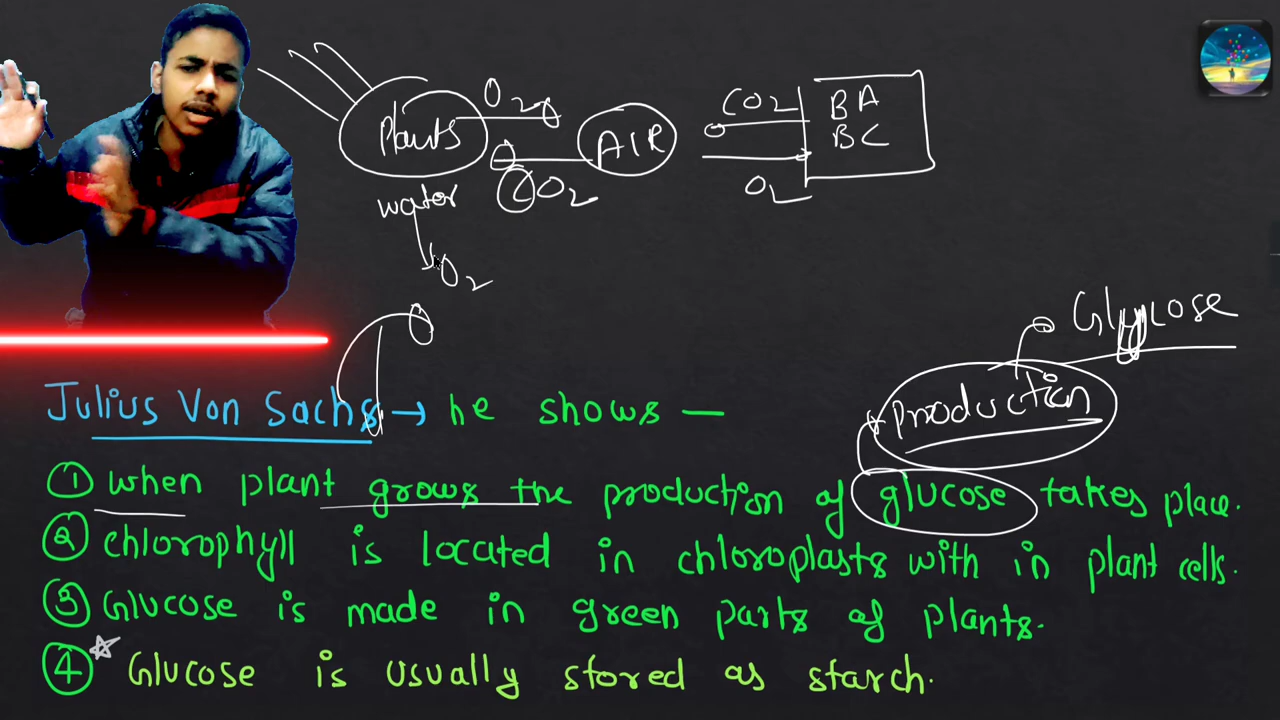 Plants
O2
AIR
CO2
BA
BC
CO2
O2
water
O2
Glucose
Julius Von Sachs → he shows —
production
① when plant grows the production of glucose takes place.
② chlorophyll is located in chloroplasts with in plant cells.
③ Glucose is made in green parts of plants.
④ Glucose is usually stored as starch.